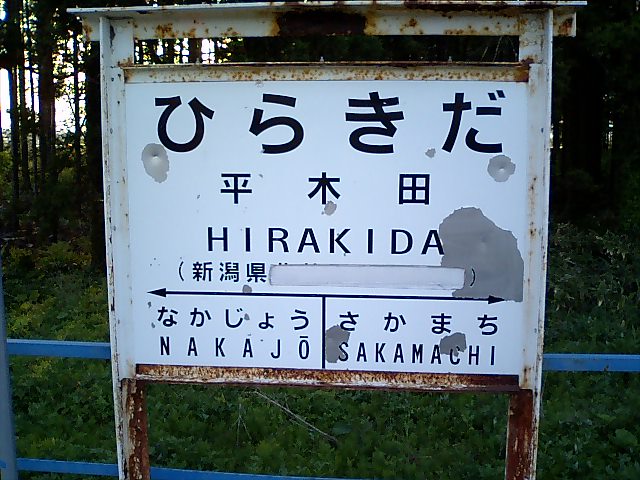 ひらきだ
平木田
HIRAKIDA
（新潟県 ）
なかじょう さかまち
NAKAJŌ SAKAMACHI